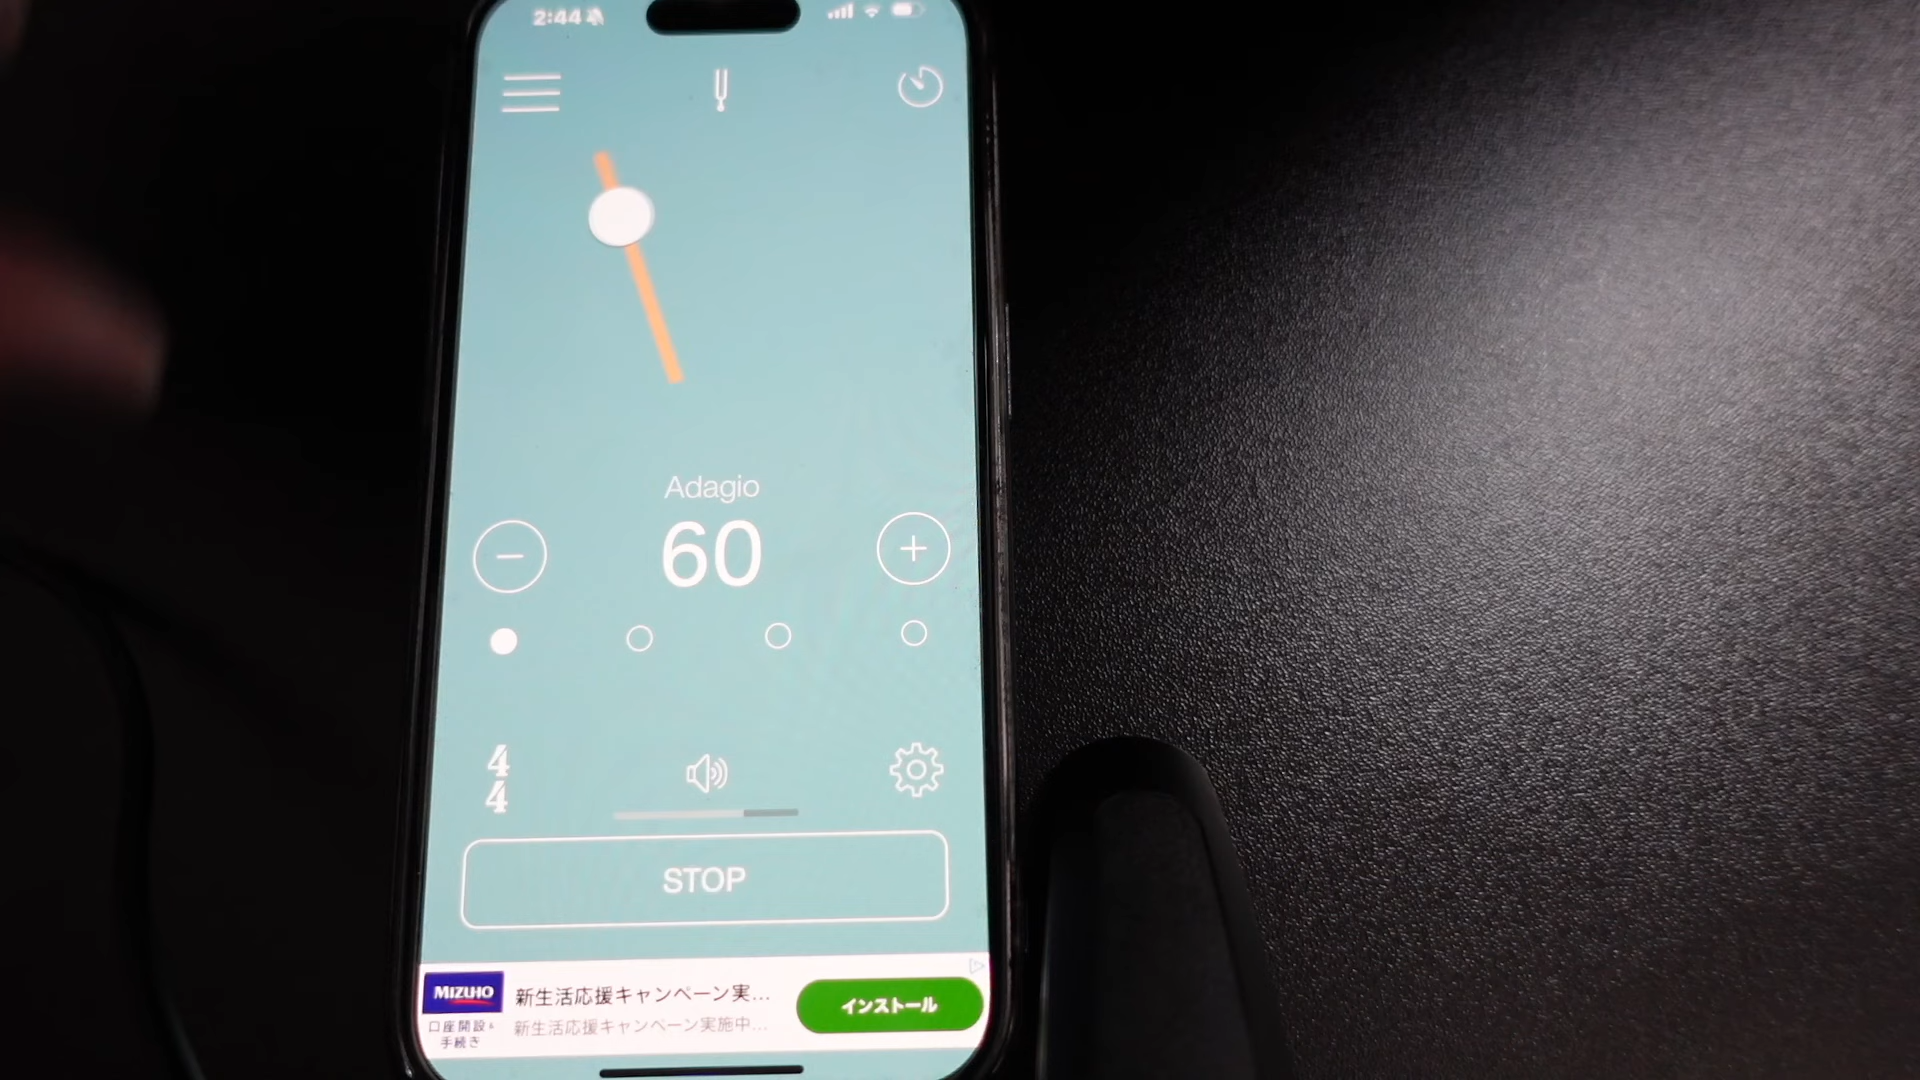 2:44
Adagio
60
4
4
STOP
MIZUHO
口座開設&
手続き
新生活応援キャンペーン実...
新生活応援キャンペーン実施中...
インストール